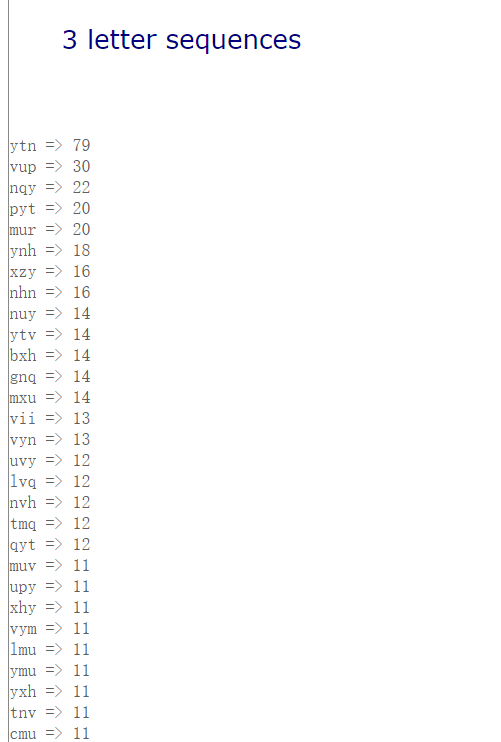 3 letter sequences
ytn => 79
vup => 30
nqy => 22
pyt => 20
mur => 20
ynh => 18
xzy => 16
nhn => 16
nuy => 14
ytv => 14
bxh => 14
gnq => 14
mxu => 14
vii => 13
vyn => 13
uvy => 12
lvq => 12
nvh => 12
tmq => 12
qyt => 12
muv => 11
upy => 11
xhy => 11
vym => 11
lmu => 11
ymu => 11
yxh => 11
tnv => 11
cmu => 11